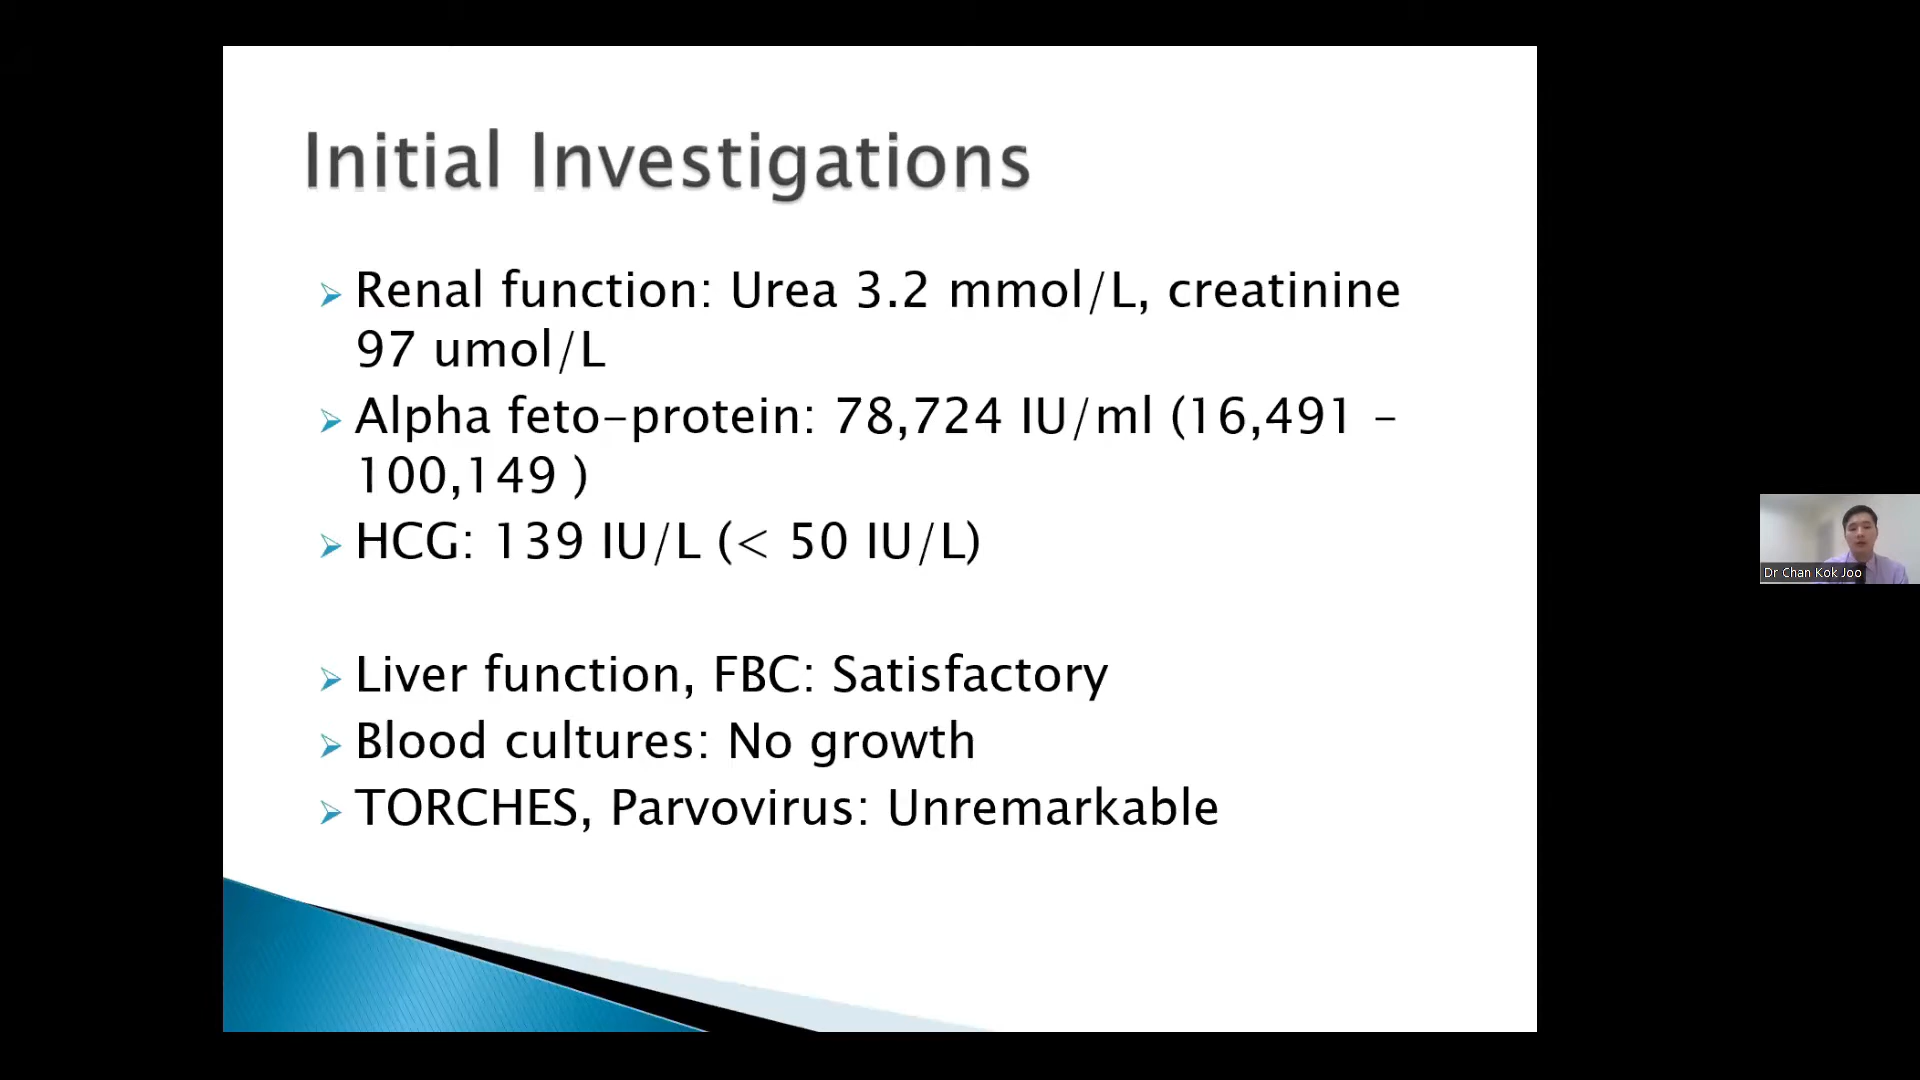 Initial Investigations
Renal function: Urea 3.2 mmol/L, creatinine
97 umol/L
Alpha feto-protein: 78,724 IU/ml (16,491 -
100,149 )
HCG: 139 IU/L (< 50 IU/L)
Liver function, FBC: Satisfactory
Blood cultures: No growth
TORCHES, Parvovirus: Unremarkable
Dr Chan Kok Joo